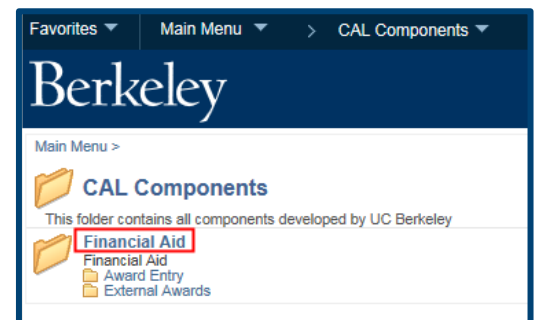 Favorites Main Menu > CAL Components
Berkeley
Main Menu >
CAL Components
This folder contains all components developed by UC Berkeley
Financial Aid
Financial Aid
Award Entry
External Awards